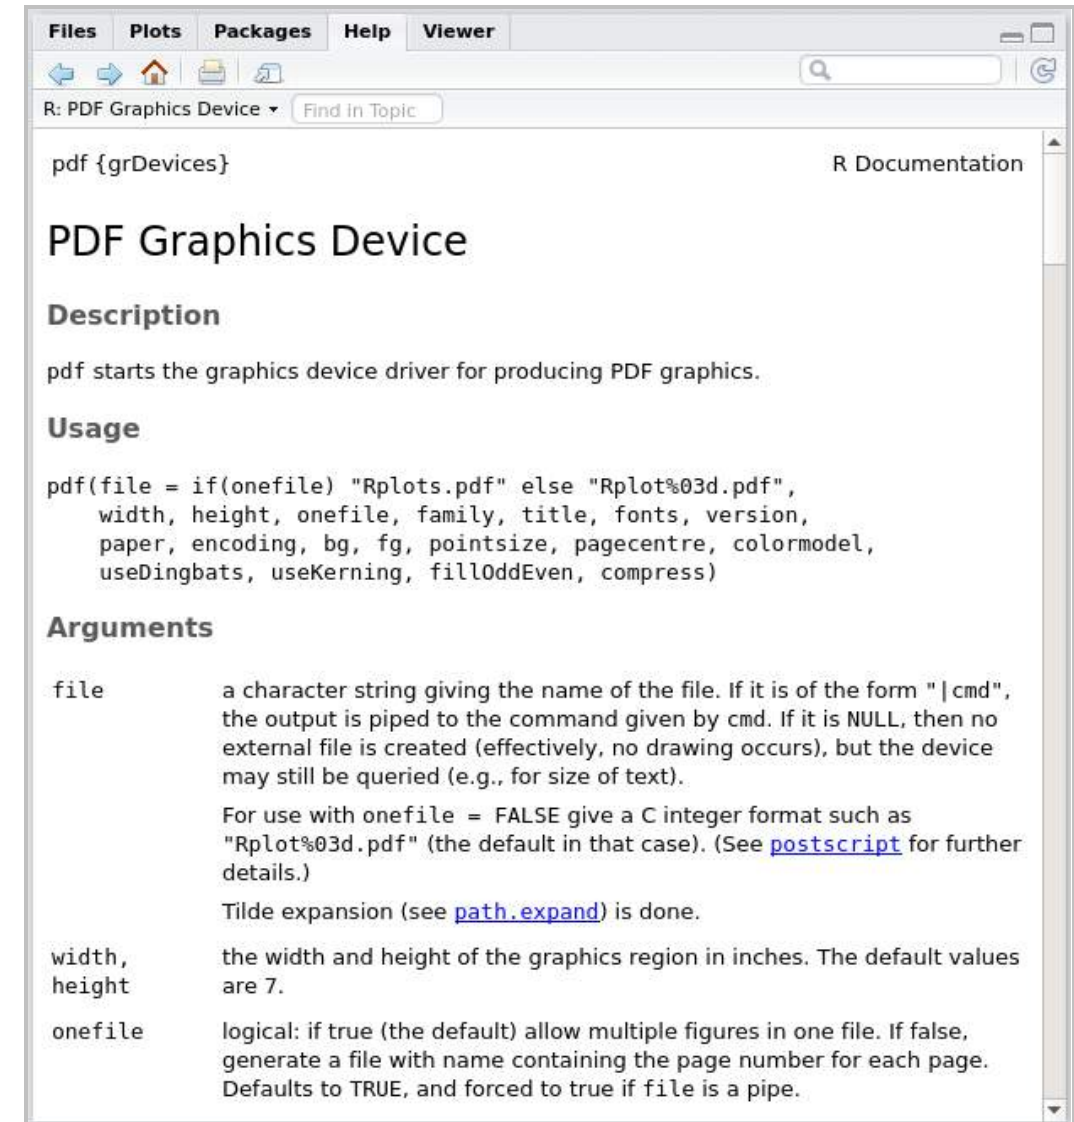 Files Plots Packages Help Viewer
R: PDF Graphics Device Find in Topic
pdf {grDevices} R Documentation
PDF Graphics Device
Description
pdf starts the graphics device driver for producing PDF graphics.
Usage
pdf(file = if(onefile) "Rplots.pdf" else "Rplot%03d.pdf",
    width, height, onefile, family, title, fonts, version,
    paper, encoding, bg, fg, pointsize, pagecentre, colormodel,
    useDingbats, useKerning, fillOddEven, compress)
Arguments
file a character string giving the name of the file. If it is of the form "|cmd",
the output is piped to the command given by cmd. If it is NULL, then no
external file is created (effectively, no drawing occurs), but the device
may still be queried (e.g., for size of text).
For use with onefile = FALSE give a C integer format such as
"Rplot%03d.pdf" (the default in that case). (See postscript for further
details.)
Tilde expansion (see path.expand) is done.
width, the width and height of the graphics region in inches. The default values
height are 7.
onefile logical: if true (the default) allow multiple figures in one file. If false,
generate a file with name containing the page number for each page.
Defaults to TRUE, and forced to true if file is a pipe.